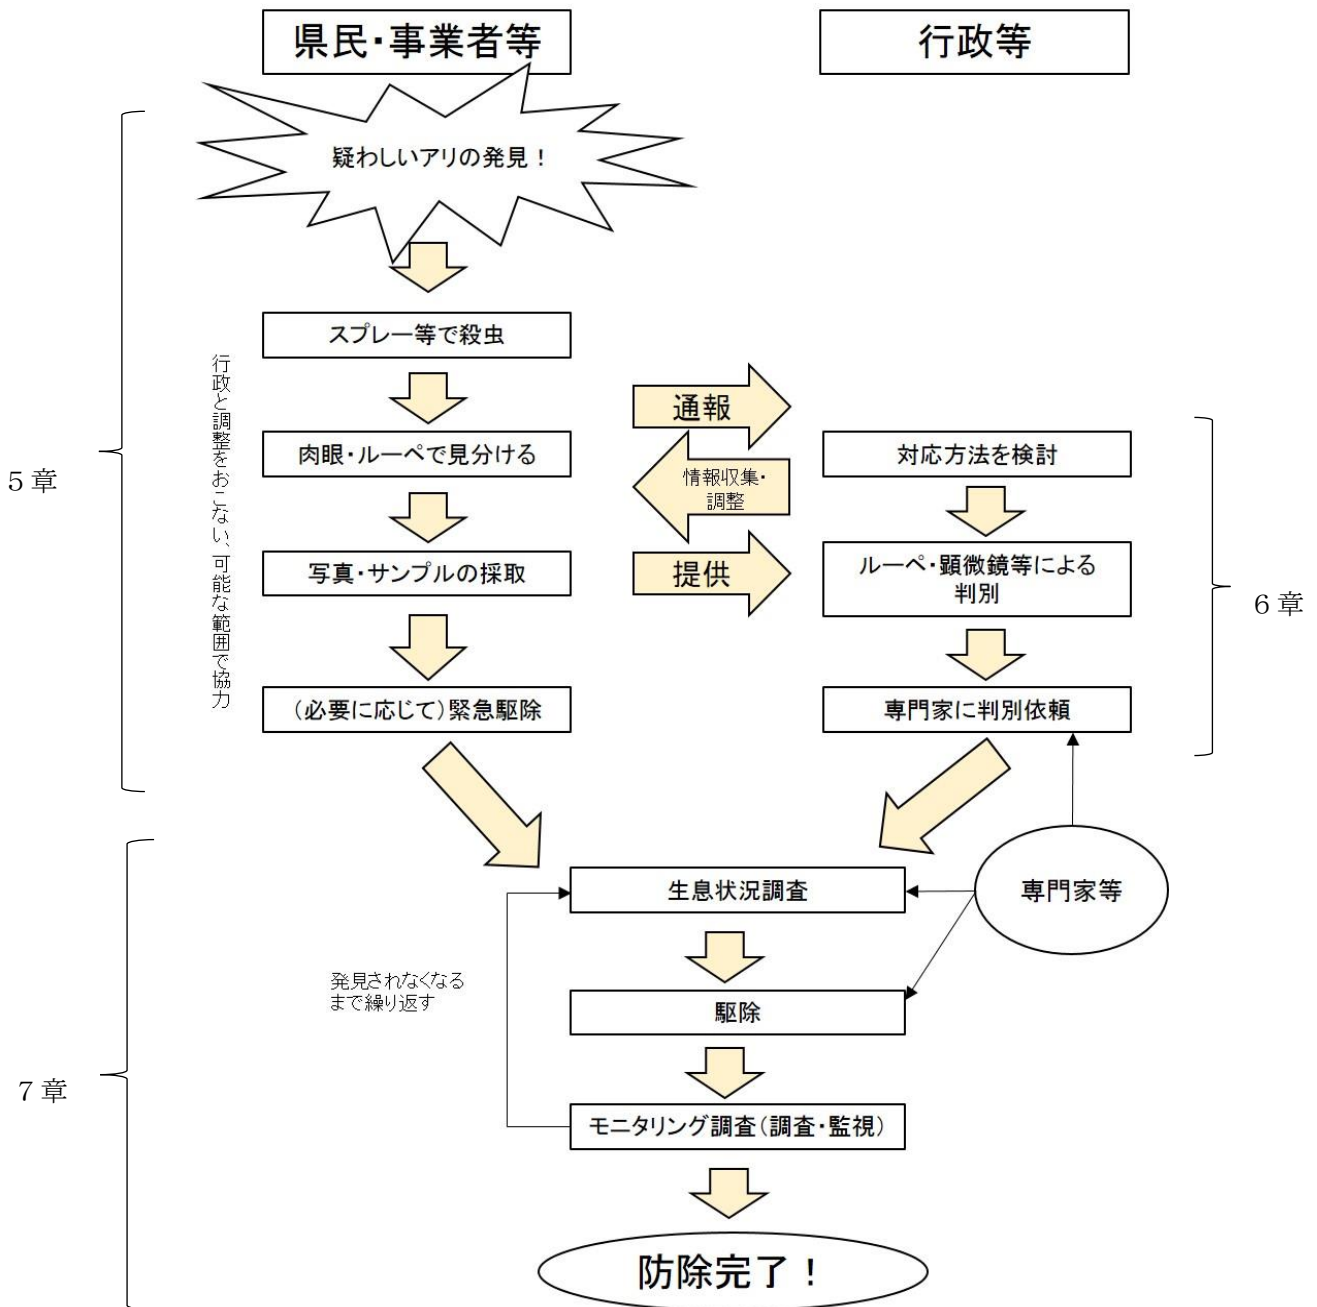 県民・事業者等
行政等
疑わしいアリの発見！
スプレー等で殺虫
行政と調整をおこない、可能な範囲で協力
通報
肉眼・ルーペで見分ける
対応方法を検討
５章
情報収集・
調整
写真・サンプルの採取
提供
ルーペ・顕微鏡等による
判別
６章
（必要に応じて）緊急駆除
専門家に判別依頼
生息状況調査
専門家等
発見されなくなる
まで繰り返す
駆除
７章
モニタリング調査（調査・監視）
防除完了！